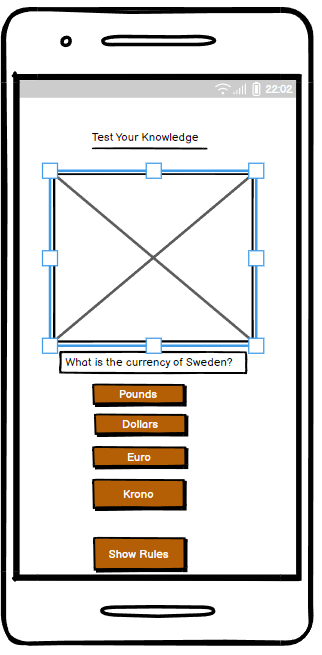 22:02
Test Your Knowledge
What is the currency of Sweden?
Pounds
Dollars
Euro
Krono
Show Rules